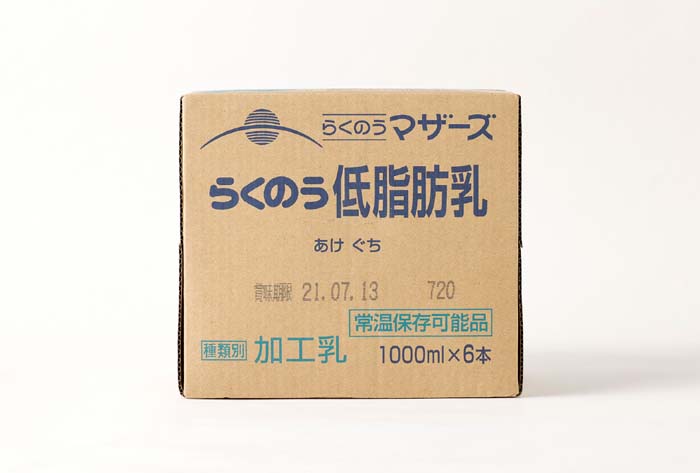 らくのうマザーズ
らくのう低脂肪乳
あけぐち
賞味期限 21.07.13 720
常温保存可能品
種類別 加工乳 1000ml×6本